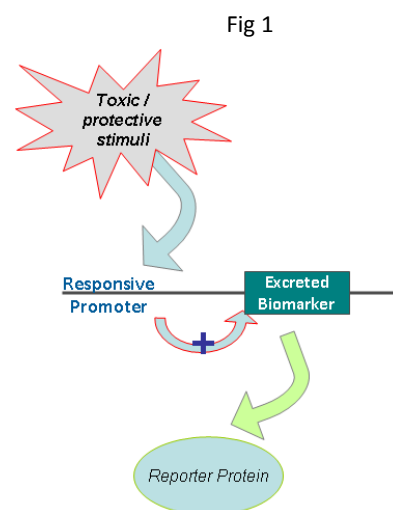 Fig 1
Toxic /
protective
stimuli
Responsive
Promoter
Excreted
Biomarker
+
Reporter Protein